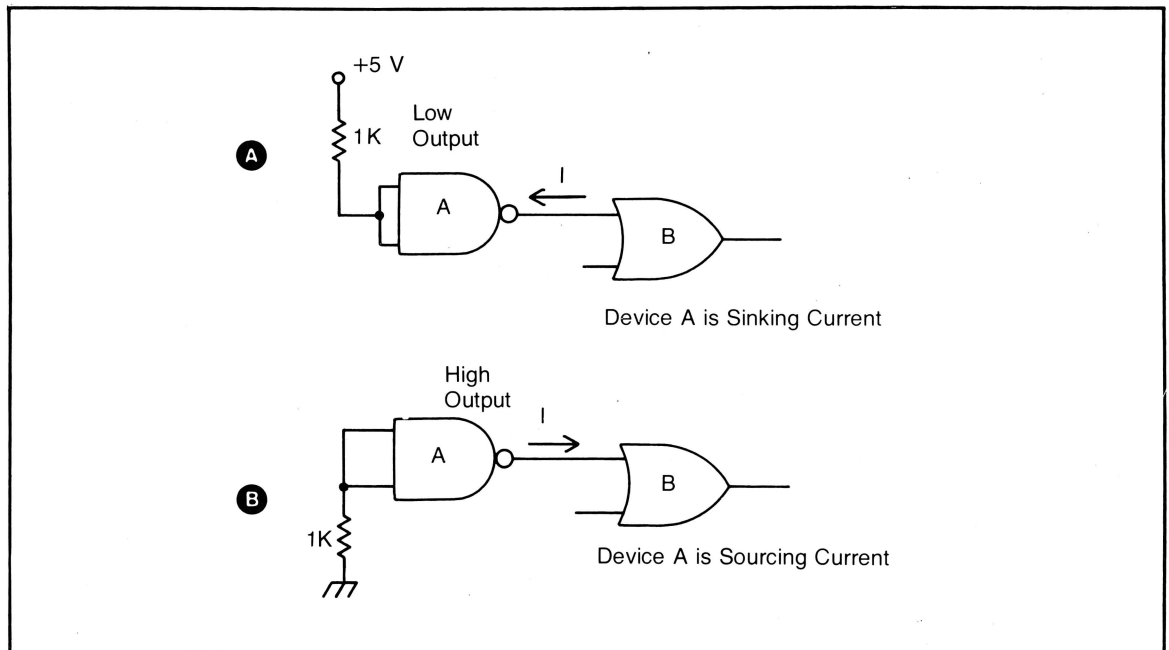 +5 V
Low
Output
1K
A
I
A
B
Device A is Sinking Current
High
Output
I
A
B
B
1K
Device A is Sourcing Current